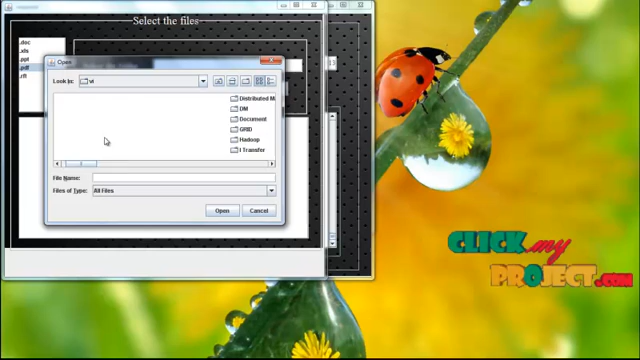 Select the files
.doc
.xls
.ppt
.pdf
.rtf
Open
Look In:
vi
Distributed M
DM
Document
GRID
Hadoop
I Transfer
File Name:
Files of Type:
All Files
Open
Cancel
CLICK my
PROJECT.COM